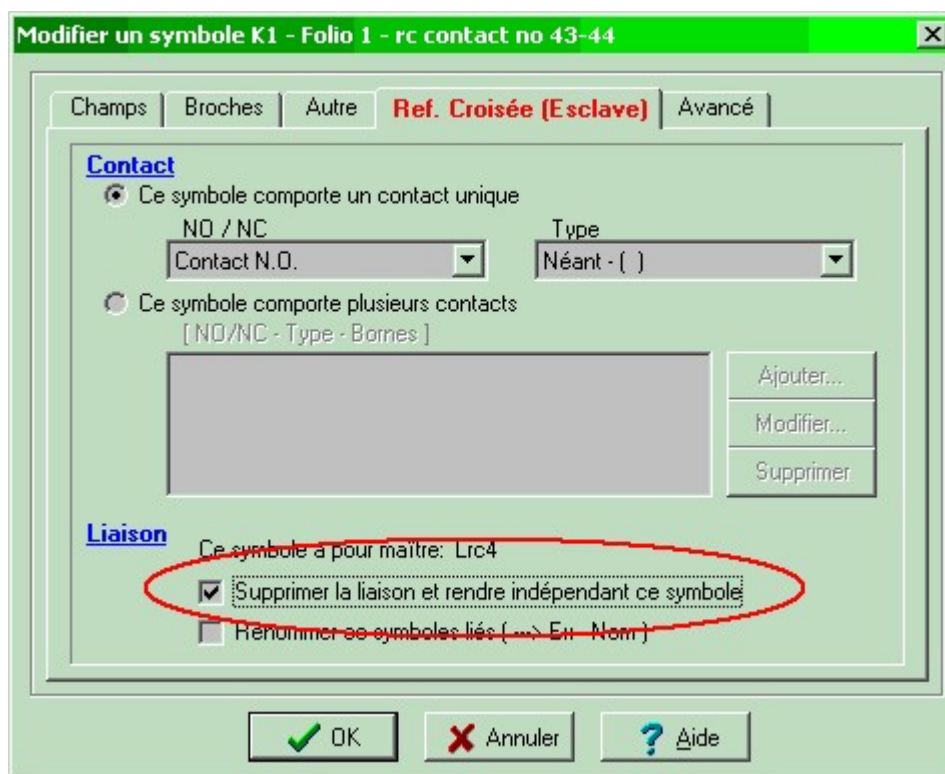 Modifier un symbole K1 - Folio 1 - rc contact no 43-44
Champs Broches Autre Ref. Croisée (Esclave) Avancé
Contact
Ce symbole comporte un contact unique
NO / NC Type
Contact N.O. Néant - ( )
Ce symbole comporte plusieurs contacts
[ NO/NC - Type - Bornes ]
Ajouter...
Modifier...
Supprimer
Liaison
Ce symbole a pour maître: Lrc4
Supprimer la liaison et rendre indépendant ce symbole
Renommer symboles liés ( ---> - Nom )
OK Annuler Aide